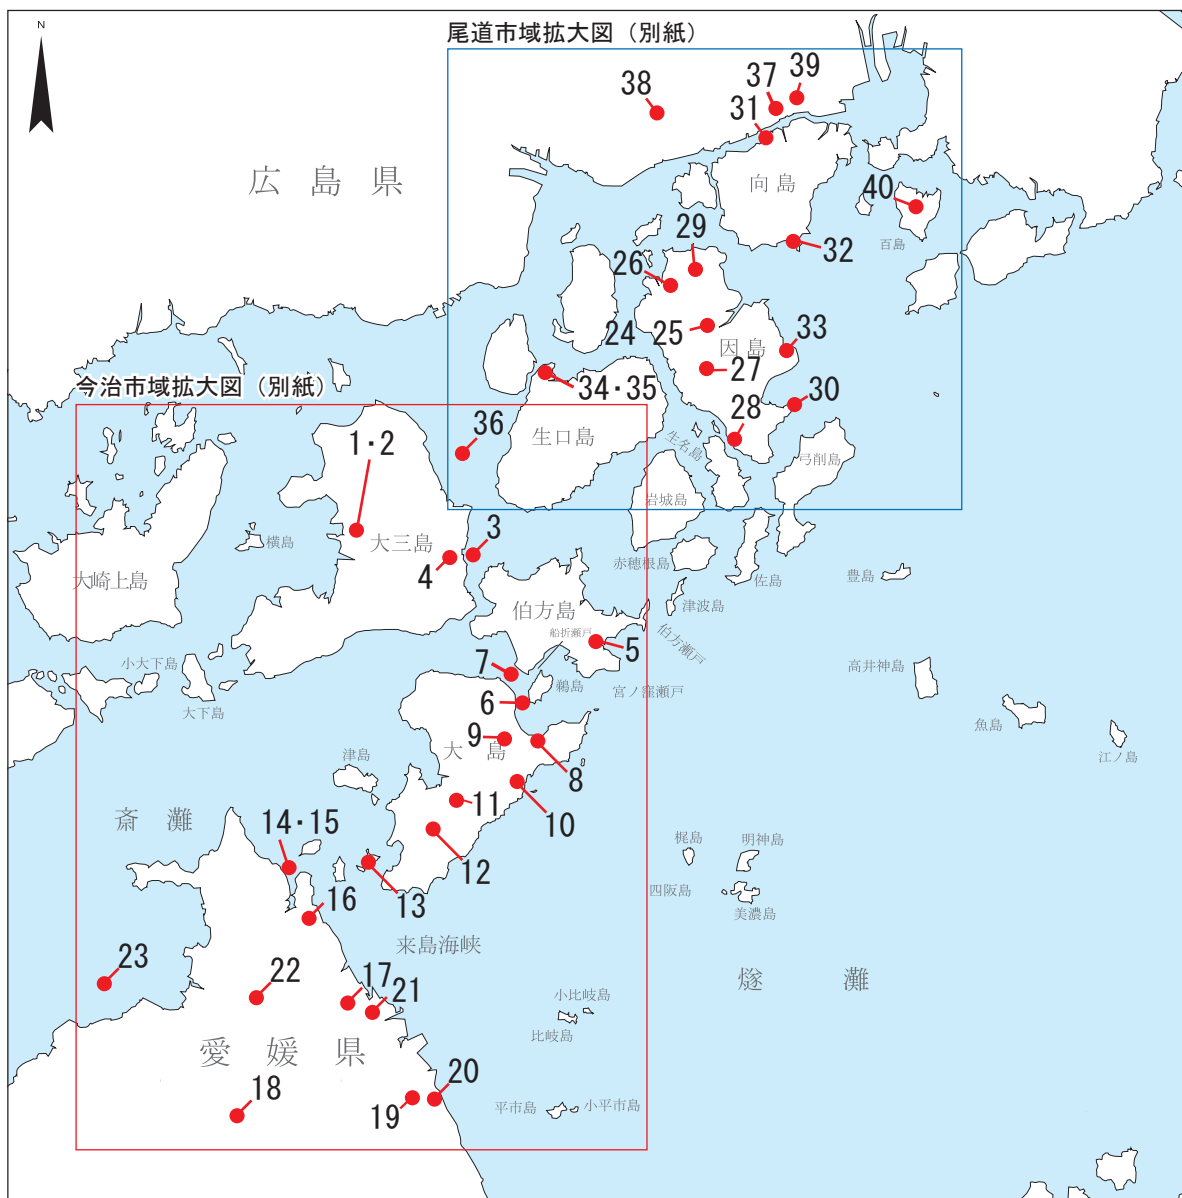 N
尾道市域拡大図（別紙）
38
37
39
31
広島県
向島
40
百島
29
32
26
24
25
因島
33
27
今治市域拡大図（別紙）
34・35
30
28
36
生口島
生名島
弓削島
1・2
岩城島
3
横島
大三島
4
赤穂根島
佐島
豊島
大崎上島
伯方島
津波島
船折瀬戸
5
伯方瀬戸
小大下島
7
鵜島
宮ノ窪瀬戸
高井神島
大下島
6
魚島
9
大島
8
津島
江ノ島
斎灘
14・15
11
10
梶島
明神島
12
四阪島
13
美濃島
16
来島海峡
23
22
17
21
燧灘
小比岐島
比岐島
愛媛県
18
19
20
平市島
小平市島